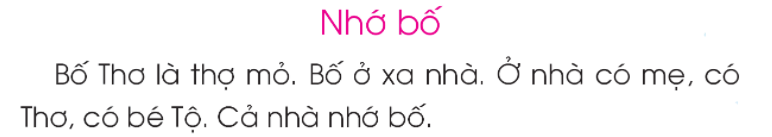 Nhớ bố
Bố Thơ là thợ mỏ. Bố ở xa nhà. Ở nhà có mẹ, có
Thơ, có bé Tộ. Cả nhà nhớ bố.